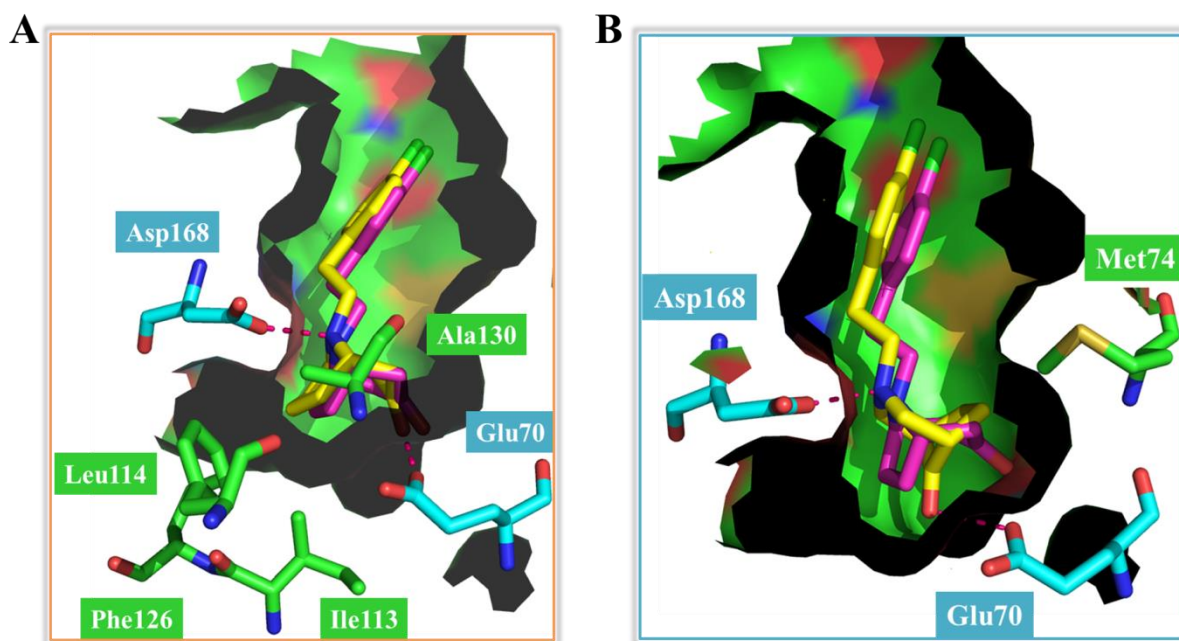 A
B
Asp168
Ala130
Glu70
Leu114
Phe126
Ile113
Met74
Asp168
Glu70